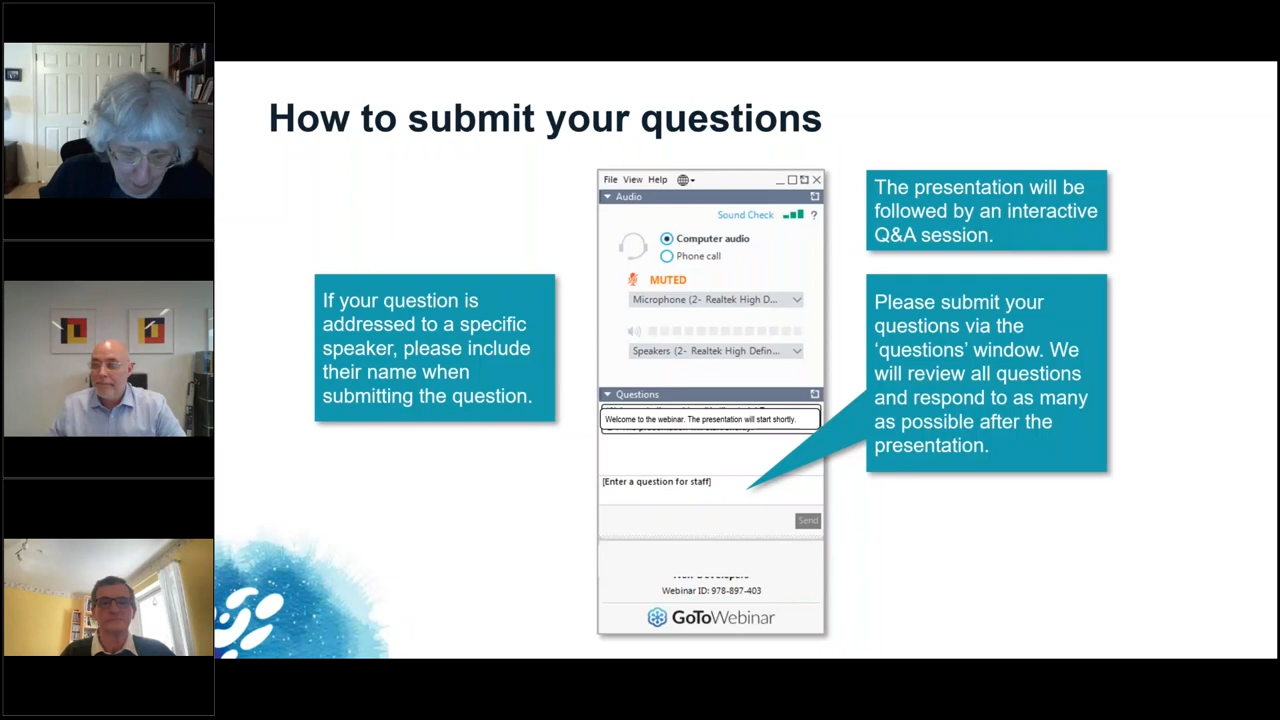 How to submit your questions
If your question is
addressed to a specific
speaker, please include
their name when
submitting the question.
File View Help
Audio
Sound Check ?
Computer audio
Phone call
MUTED
Microphone (2- Realtek High D...
Speakers (2- Realtek High Defin...
Questions
Welcome to the webinar. The presentation will start shortly.
[Enter a question for staff]
Send
Webinar ID: 978-897-403
GoToWebinar
The presentation will be
followed by an interactive
Q&A session.
Please submit your
questions via the
‘questions’ window. We
will review all questions
and respond to as many
as possible after the
presentation.